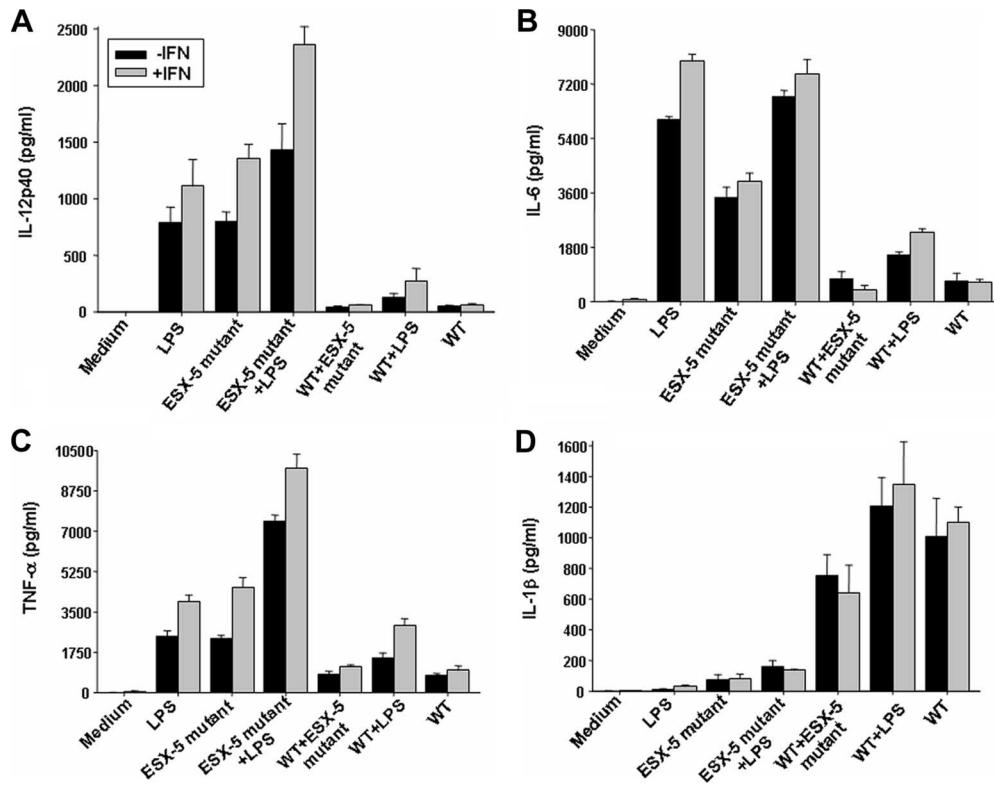 A
IL-12p40 (pg/ml)
2500
2000
1500
1000
500
0
-IFN
+IFN
Medium
LPS
ESX-5 mutant
ESX-5 mutant
+LPS
WT+ESX-5
mutant
WT+LPS
WT
B
IL-6 (pg/ml)
9000
7200
5400
3600
1800
0
Medium
LPS
ESX-5 mutant
ESX-5 mutant
+LPS
WT+ESX-5
mutant
WT+LPS
WT
C
TNF-α (pg/ml)
10500
8750
7000
5250
3500
1750
0
Medium
LPS
ESX-5 mutant
ESX-5 mutant
+LPS
WT+ESX-5
mutant
WT+LPS
WT
D
IL-1β (pg/ml)
1600
1400
1200
1000
800
600
400
200
0
Medium
LPS
ESX-5 mutant
ESX-5 mutant
+LPS
WT+ESX-5
mutant
WT+LPS
WT